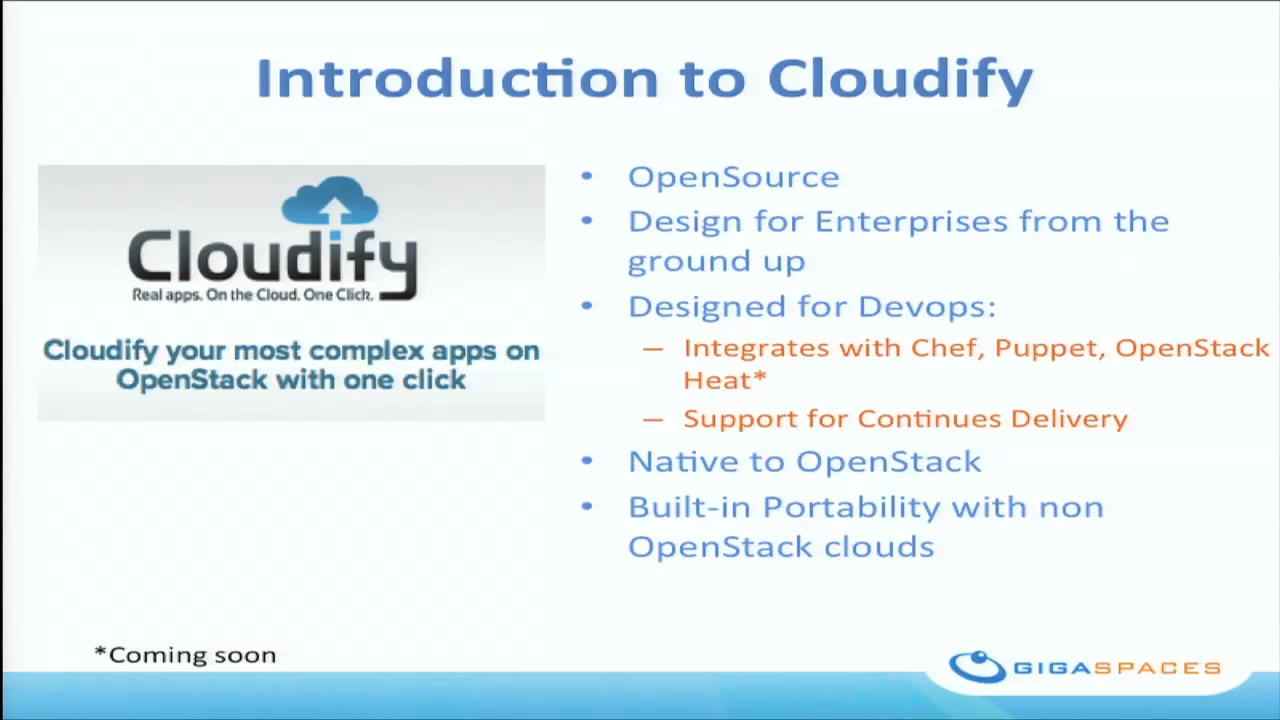 Introduction to Cloudify
Cloudify
Real apps. On the Cloud. One Click.
Cloudify your most complex apps on
OpenStack with one click
• OpenSource
• Design for Enterprises from the
ground up
• Designed for Devops:
– Integrates with Chef, Puppet, OpenStack
Heat*
– Support for Continues Delivery
• Native to OpenStack
• Built-in Portability with non
OpenStack clouds
*Coming soon
GIGASPACES